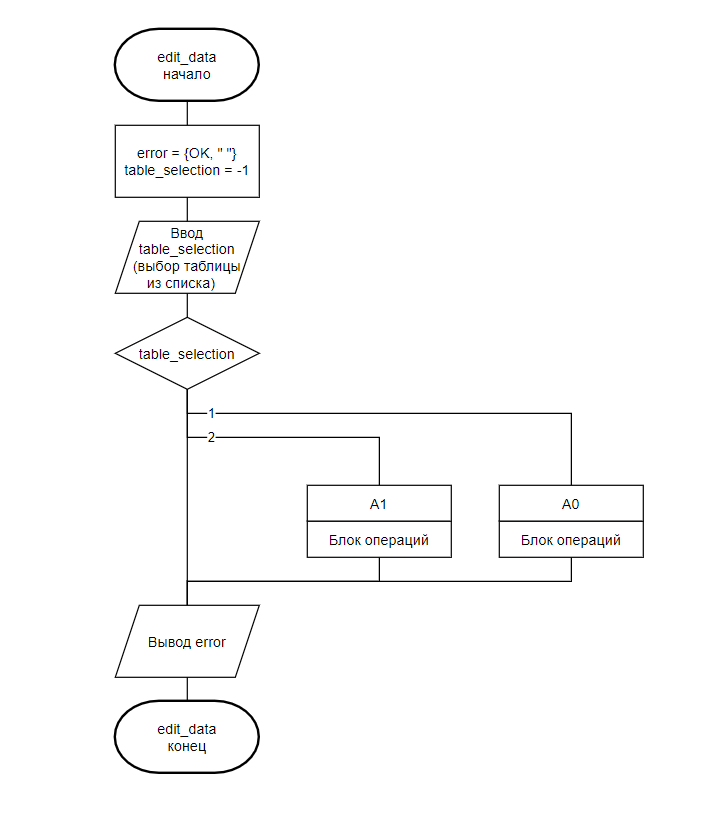 edit_data
начало
error = {OK, " "}
table_selection = -1
Ввод
table_selection
(выбор таблицы
из списка)
table_selection
1
2
A1
A0
Блок операций
Блок операций
Вывод error
edit_data
конец